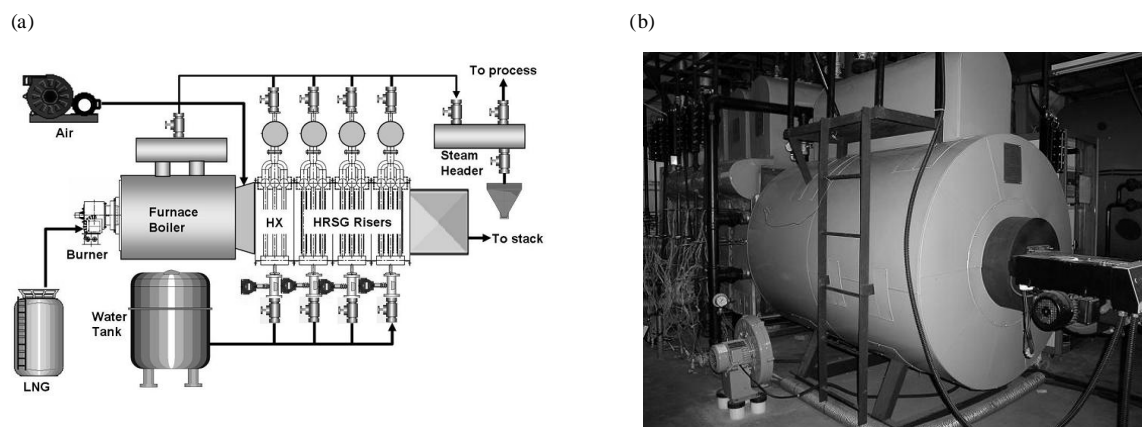 (a)
(b)
To process
Air
Steam
Header
Furnace
Boiler
HX
HRSG Risers
To stack
Burner
Water
Tank
LNG